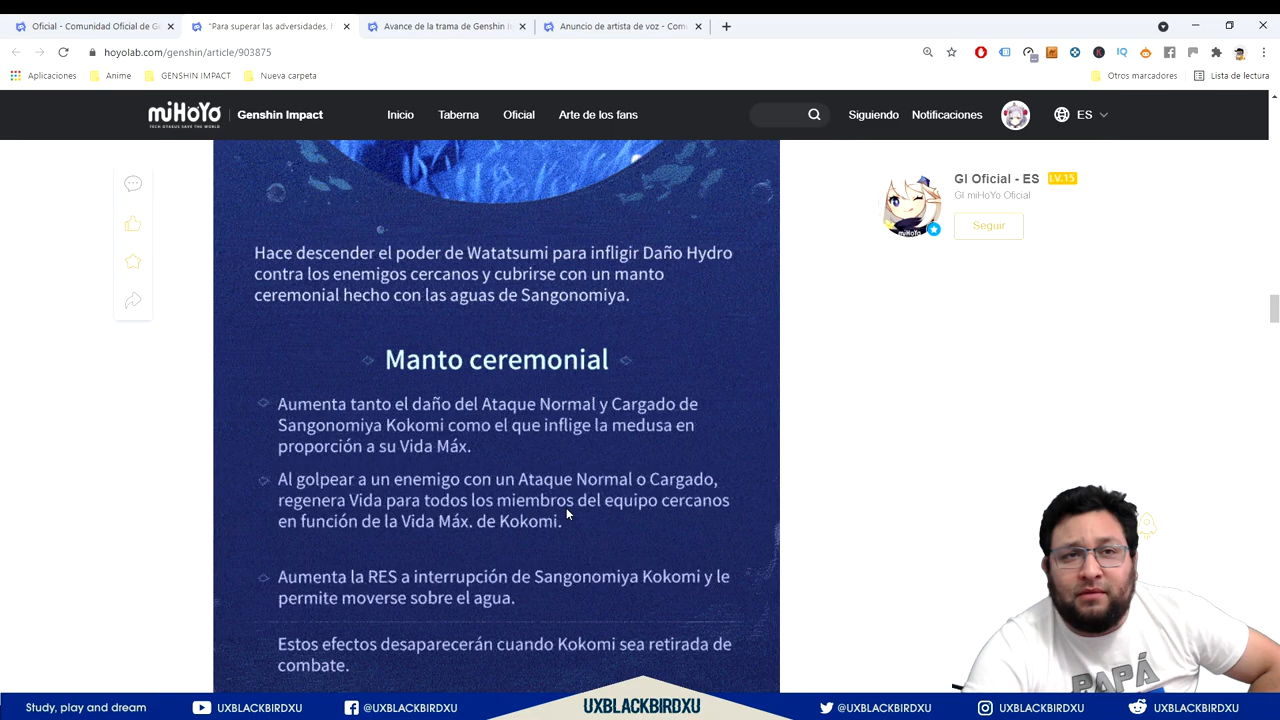 Oficial - Comunidad Oficial de Ge
"Para superar las adversidades, l
Avance de la trama de Genshin I
Anuncio de artista de voz - Com
hoyolab.com/genshin/article/903875
Aplicaciones
Anime
GENSHIN IMPACT
Nueva carpeta
Otros marcadores
Lista de lectura
miHoYo
TECH OTAKUS SAVE THE WORLD
Genshin Impact
Inicio
Taberna
Oficial
Arte de los fans
Siguiendo
Notificaciones
ES
GI Oficial - ES
LV.15
GI miHoYo Oficial
Seguir
Hace descender el poder de Watatsumi para infligir Daño Hydro
contra los enemigos cercanos y cubrirse con un manto
ceremonial hecho con las aguas de Sangonomiya.
Manto ceremonial
Aumenta tanto el daño del Ataque Normal y Cargado de
Sangonomiya Kokomi como el que inflige la medusa en
proporción a su Vida Máx.
Al golpear a un enemigo con un Ataque Normal o Cargado,
regenera Vida para todos los miembros del equipo cercanos
en función de la Vida Máx. de Kokomi.
Aumenta la RES a interrupción de Sangonomiya Kokomi y le
permite moverse sobre el agua.
Estos efectos desaparecerán cuando Kokomi sea retirada de
combate.
PAPÁ
Study, play and dream
UXBLACKBIRDXU
@UXBLACKBIRDXU
UXBLACKBIRDXU
@UXBLACKBIRDXU
UXBLACKBIRDXU
UXBLACKBIRDXU